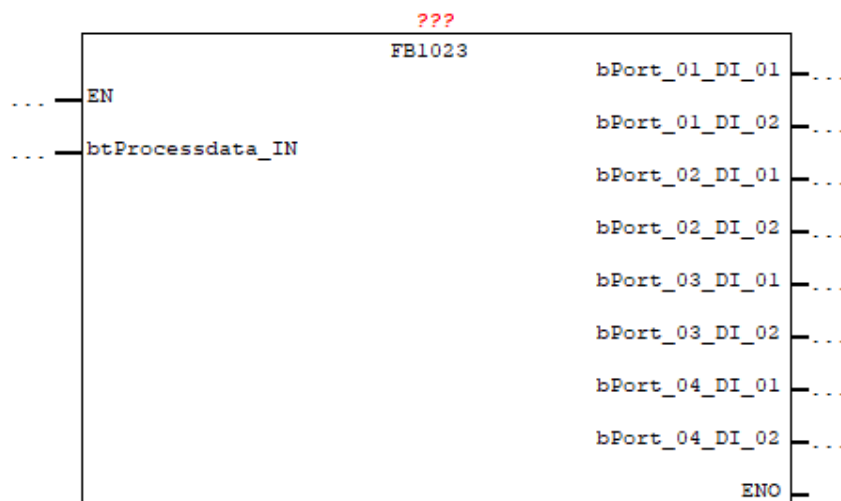 ???
FB1023
bPort_01_DI_01 ...
... EN
bPort_01_DI_02 ...
... btProcessdata_IN
bPort_02_DI_01 ...
bPort_02_DI_02 ...
bPort_03_DI_01 ...
bPort_03_DI_02 ...
bPort_04_DI_01 ...
bPort_04_DI_02 ...
ENO